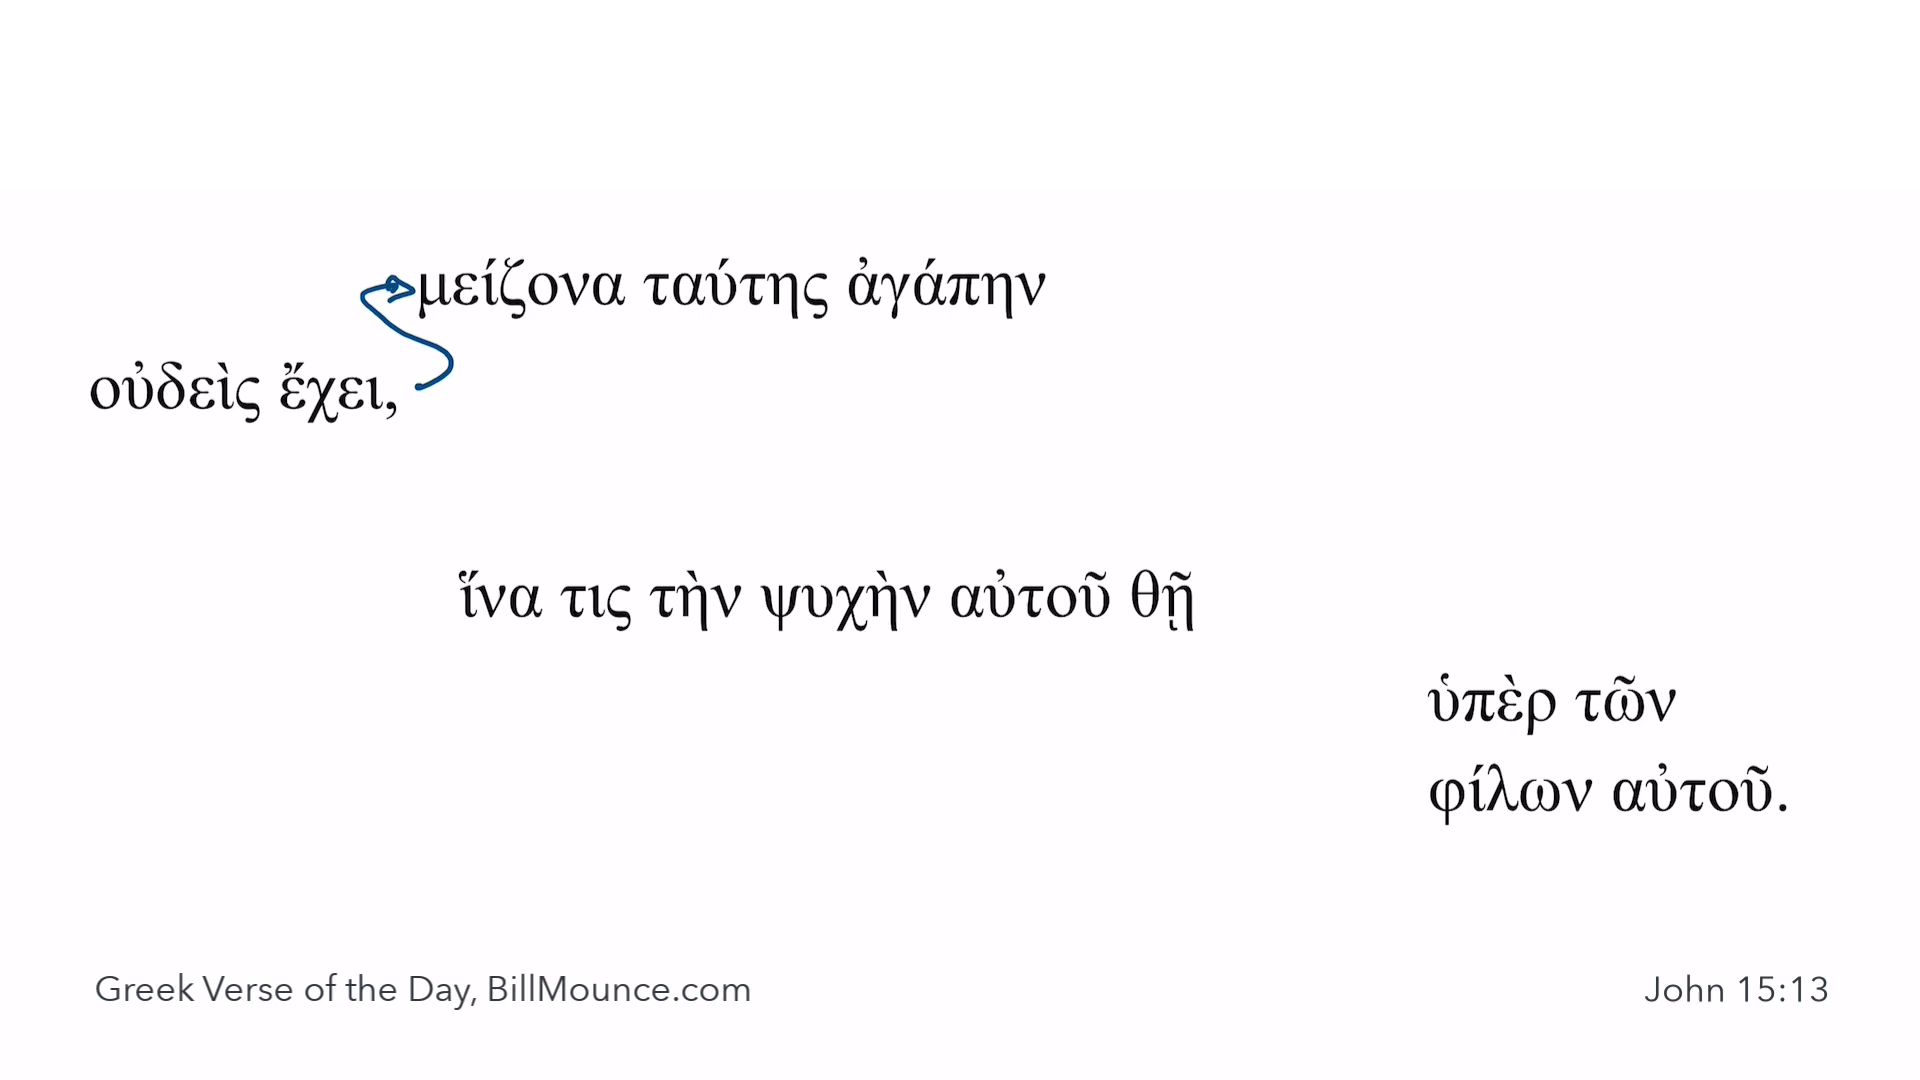 μείζονα ταύτης ἀγάπην
οὐδεὶς ἔχει,
ἵνα τις τὴν ψυχὴν αὐτοῦ θῇ
ὑπὲρ τῶν
φίλων αὐτοῦ.
Greek Verse of the Day, BillMounce.com
John 15:13